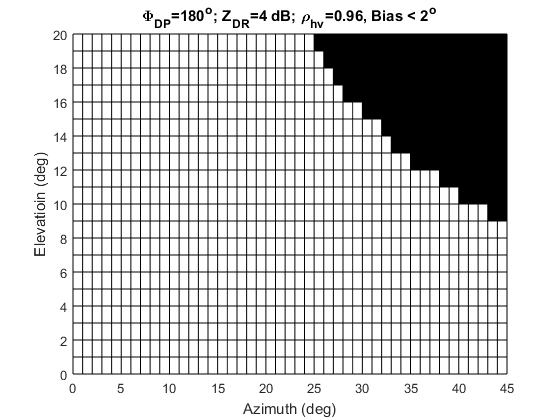 Φ_DP=180°; Z_DR=4 dB; ρ_hv=0.96, Bias < 2°
20
18
16
14
12
10
8
6
4
2
0
Elevatioin (deg)
0 5 10 15 20 25 30 35 40 45
Azimuth (deg)